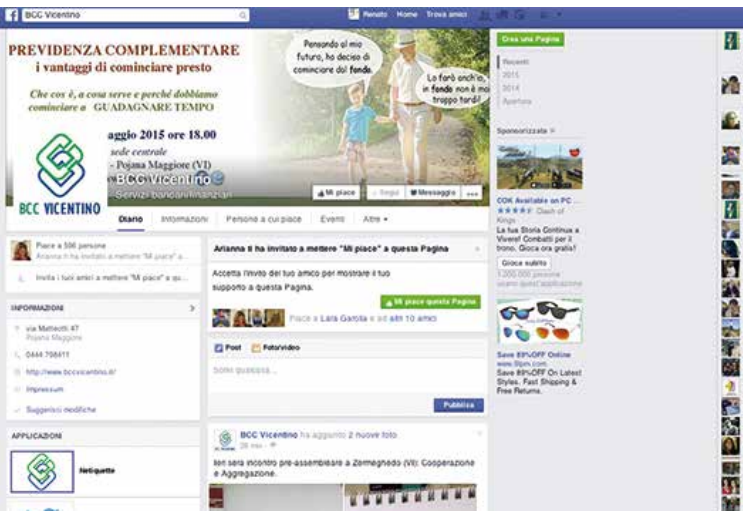 BCC Vicentino
Renato Home Trova amici
PREVIDENZA COMPLEMENTARE
i vantaggi di cominciare presto
Che cos è, a cosa serve e perché dobbiamo
cominciare a GUADAGNARE TEMPO
aggio 2015 ore 18.00
sede centrale
- Pojana Maggiore (VI)
Pensando al mio
futuro, ho deciso di
cominciare dal fondo.
Lo farò anch'io,
in fondo non è mai
troppo tardi!
BCC Vicentino
Servizi bancari/finanziari
BCC VICENTINO
Mi piace Segui Messaggio
Diario Informazioni Persone a cui piace Eventi Altre
Piace a 596 persone
Arianna ti ha invitato a mettere "Mi piace" a
Invita i tuoi amici a mettere "Mi piace" a qu...
INFORMAZIONI
via Matteotti 47
Pojana Maggiore
0444 798411
http://www.bccvicentino.it/
Impressum
Suggerisci modifiche
APPLICAZIONI
Netiquette
Arianna ti ha invitato a mettere "Mi piace" a questa Pagina
Accetta l'invito del tuo amico per mostrare il tuo
supporto a questa Pagina.
Mi piace questa Pagina
Piace a Lara Garolla e ad altri 10 amici
Post Foto/video
Scrivi qualcosa...
Pubblica
BCC Vicentino ha aggiunto 2 nuove foto
Ieri sera incontro pre-assembleare a Zermeghedo (VI): Cooperazione
e Aggregazione.
Crea una Pagina
Recenti
2015
2014
Apertura
Sponsorizzata
COK Available on PC ...
Clash of
Kings
La tua Storia Continua a
Vivere! Combatti per il
trono. Gioca ora gratis!
Gioca subito
1.000.000 persone
usano quest'applicazione
Save 89%OFF Online
Save 89%OFF On Latest
Styles. Fast Shipping &
Free Returns.